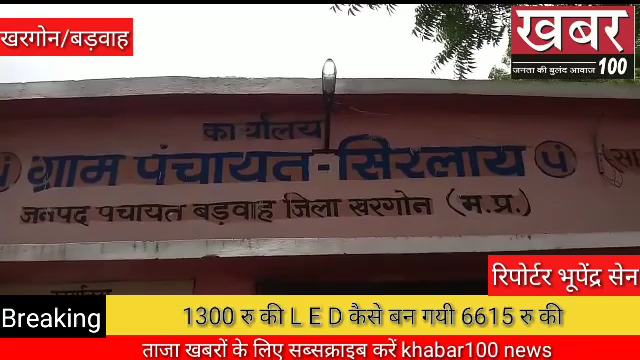 खरगोन/बड़वाह
खबर
जनता की बुलंद आवाज 100
कार्यालय
ग्राम पंचायत - सिरलाय पं
जनपद पंचायत बड़वाह जिला खरगोन (म.प्र.)
रिपोर्टर भूपेंद्र सेन
Breaking 1300 रु की L E D कैसे बन गयी 6615 रु की
ताजा खबरों के लिए सब्सक्राइब करें khabar100 news